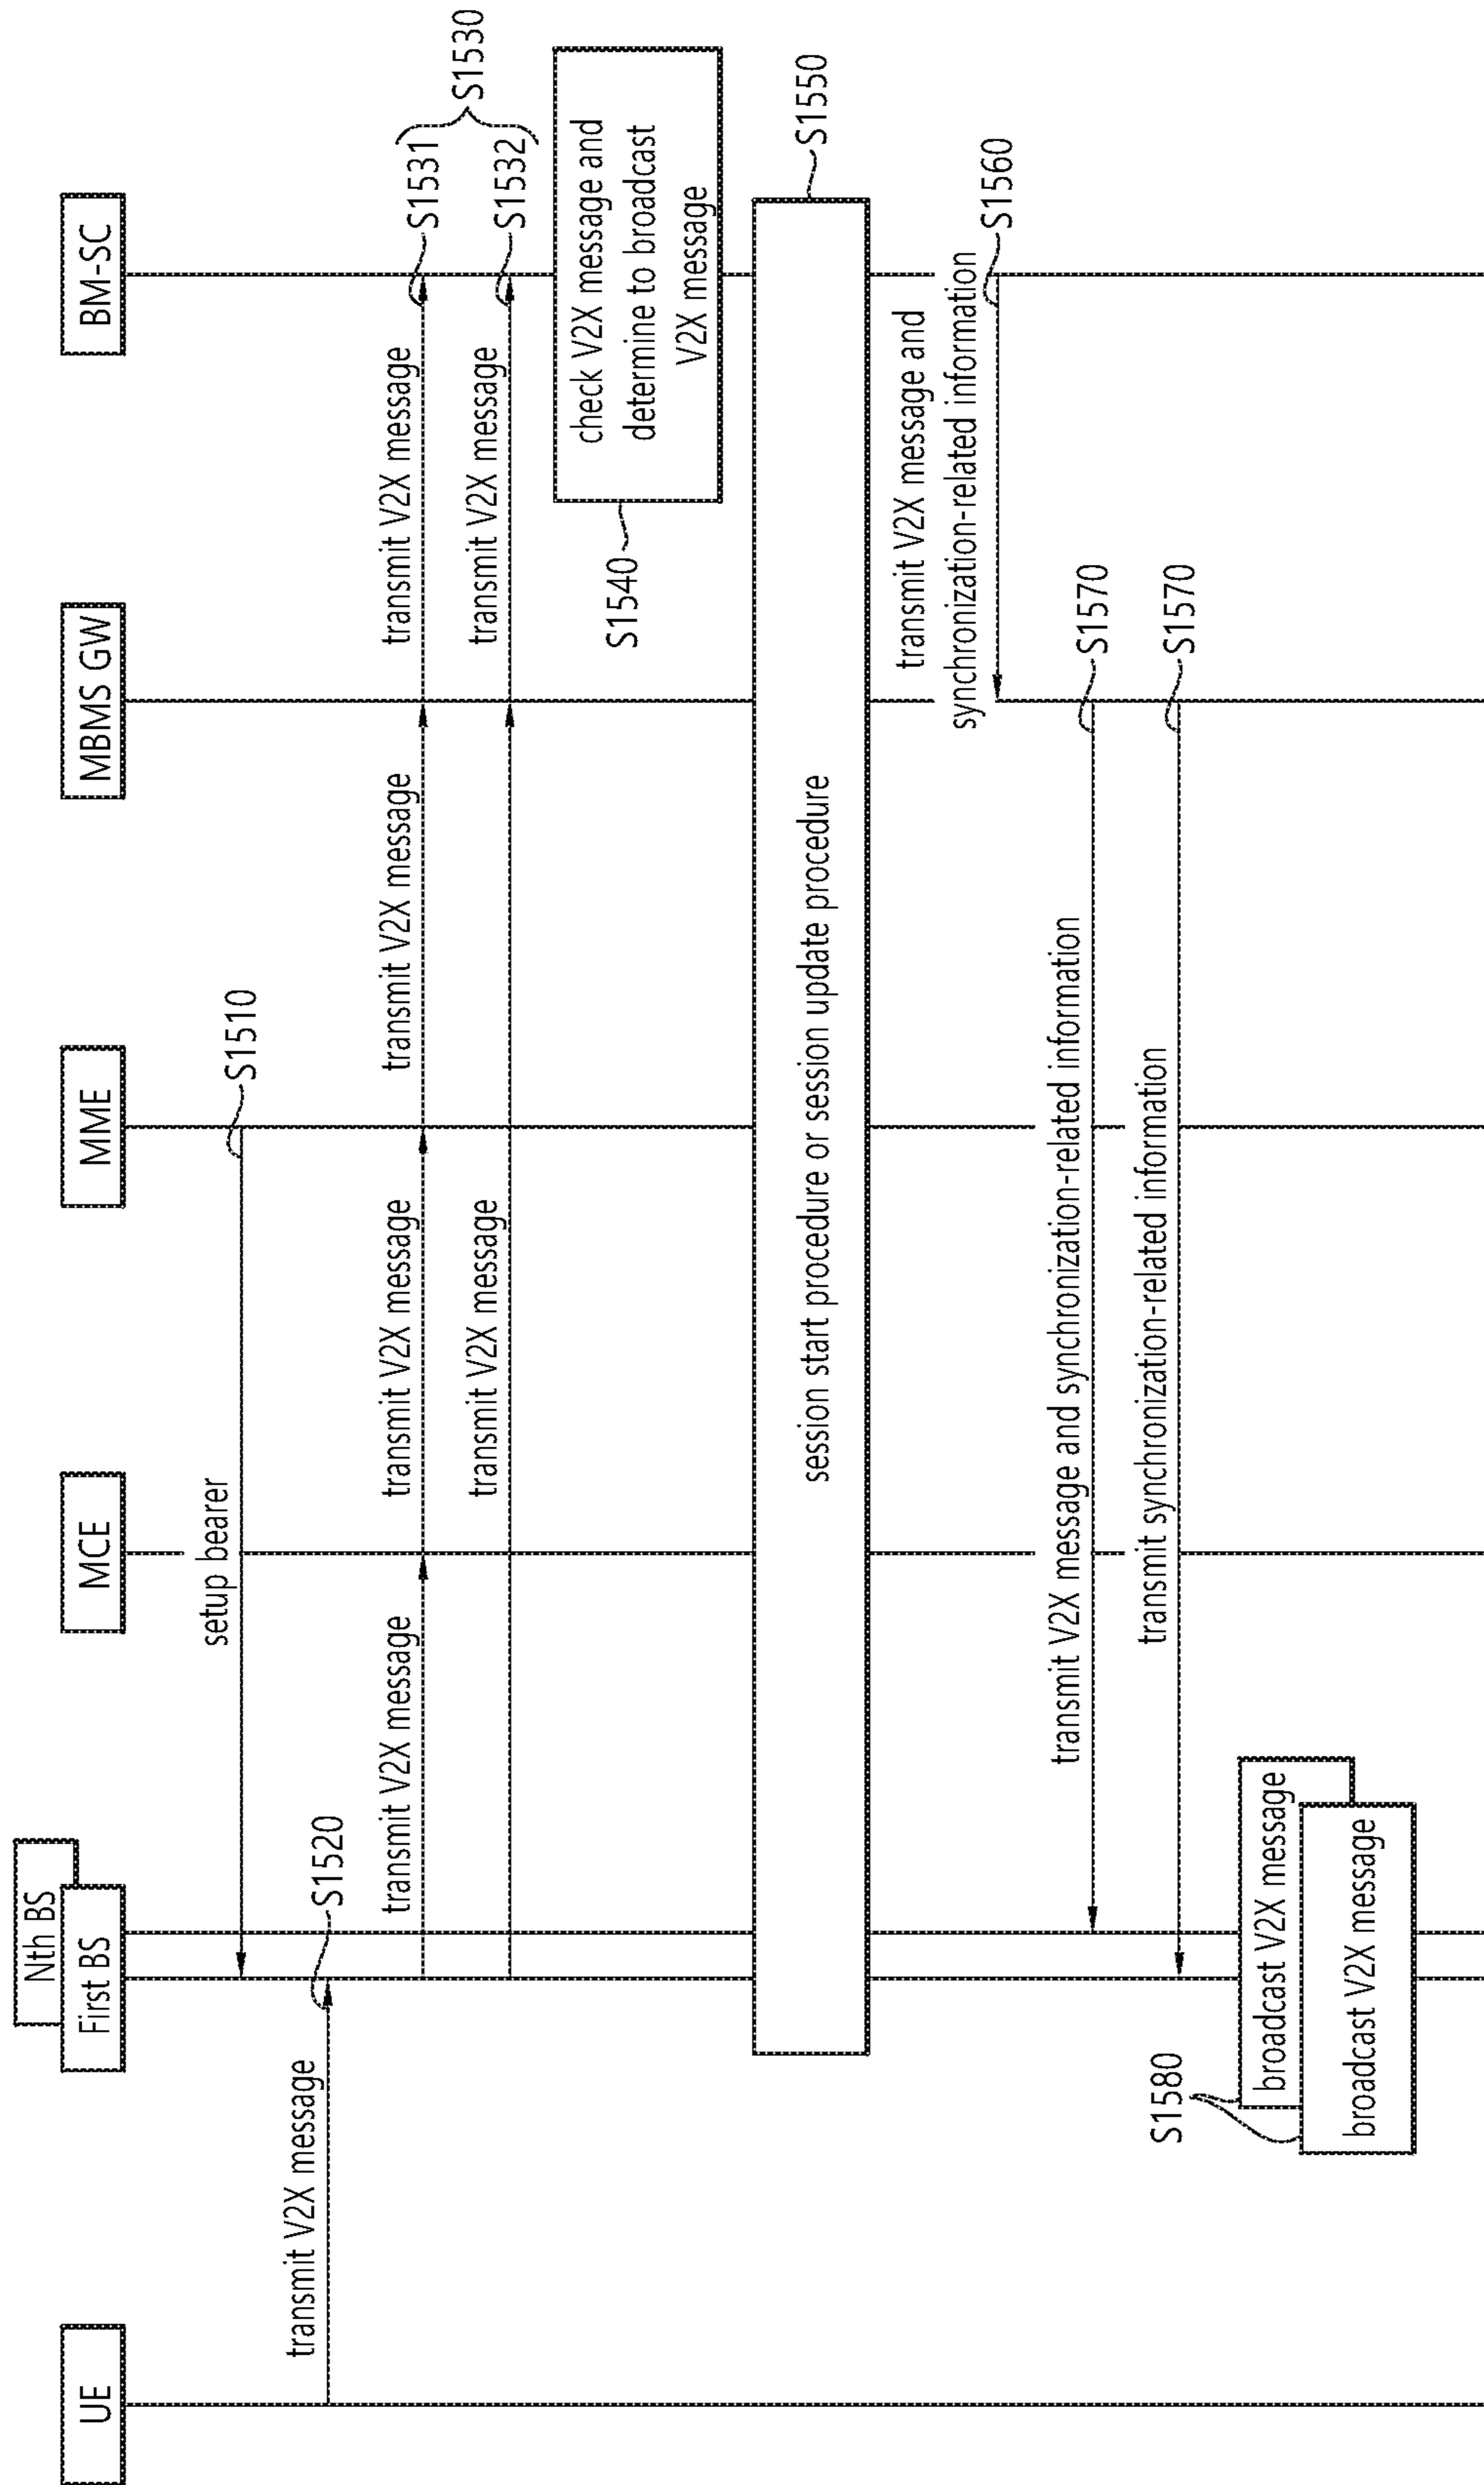 UE
Nth BS
First BS
MCE
MME
MBMS GW
BM-SC
setup bearer
S1510
transmit V2X message
S1520
transmit V2X message
transmit V2X message
transmit V2X message
transmit V2X message
S1531
S1530
transmit V2X message
transmit V2X message
S1532
check V2X message and
determine to broadcast
V2X message
S1540
session start procedure or session update procedure
S1550
transmit V2X message and
synchronization-related information
S1560
transmit V2X message and synchronization-related information
S1570
transmit synchronization-related information
S1570
S1580
broadcast V2X message
broadcast V2X message